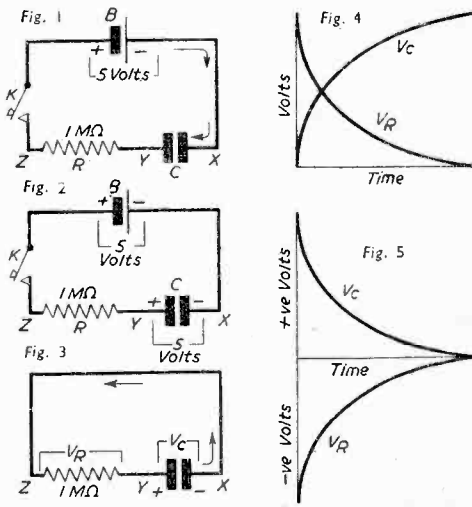 Fig. 1
B
+ −
5 Volts
K
1 MΩ
Z R Y C X
Fig. 2
B
+ −
5
Volts
K
1 MΩ
C
+ −
Z R Y X
5
Volts
Fig. 3
VR
VC
Z 1 MΩ Y + − X
Fig. 4
Volts
VC
VR
Time
Fig. 5
+ve Volts
VC
Time
−ve Volts
VR